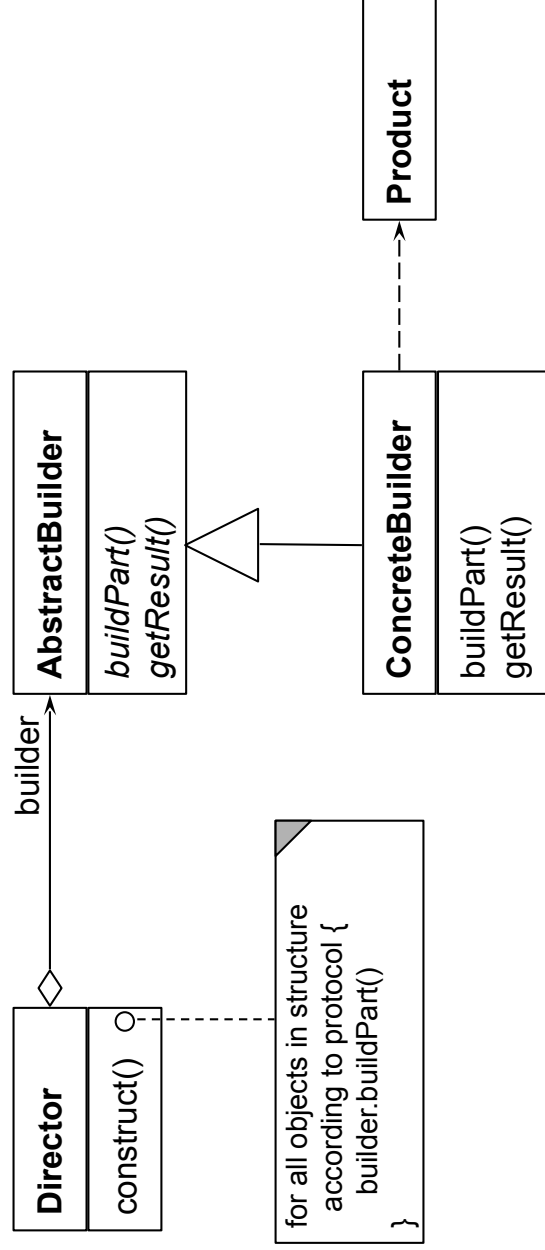 Director
construct()
builder
AbstractBuilder
buildPart()
getResult()
for all objects in structure
according to protocol {
builder.buildPart()
}
ConcreteBuilder
buildPart()
getResult()
Product